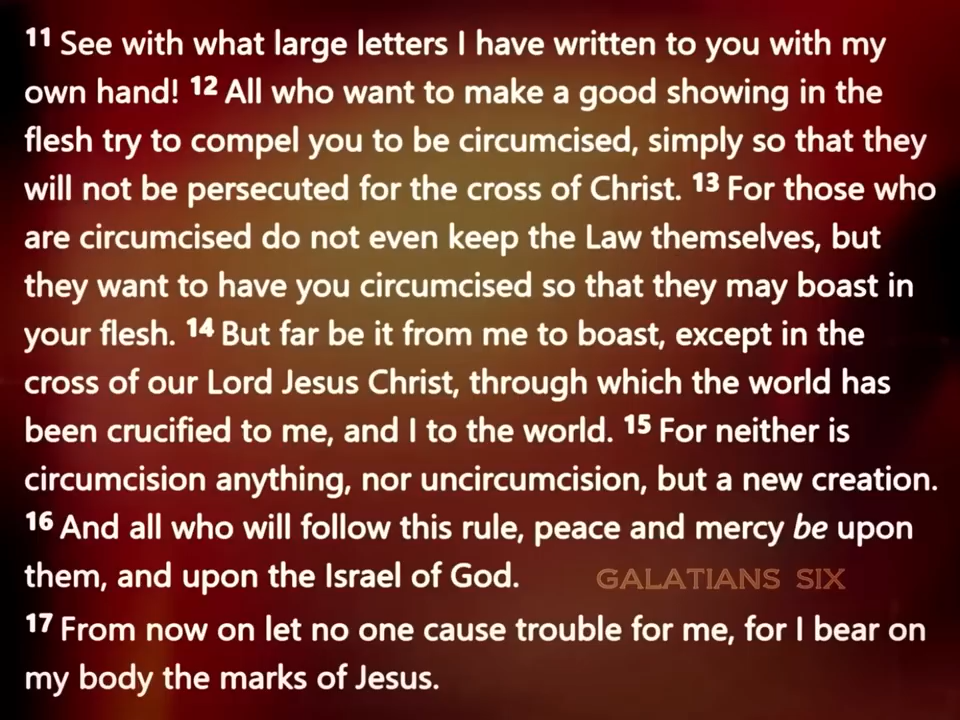 11 See with what large letters I have written to you with my
own hand! 12 All who want to make a good showing in the
flesh try to compel you to be circumcised, simply so that they
will not be persecuted for the cross of Christ. 13 For those who
are circumcised do not even keep the Law themselves, but
they want to have you circumcised so that they may boast in
your flesh. 14 But far be it from me to boast, except in the
cross of our Lord Jesus Christ, through which the world has
been crucified to me, and I to the world. 15 For neither is
circumcision anything, nor uncircumcision, but a new creation.
16 And all who will follow this rule, peace and mercy be upon
them, and upon the Israel of God. GALATIANS SIX
17 From now on let no one cause trouble for me, for I bear on
my body the marks of Jesus.